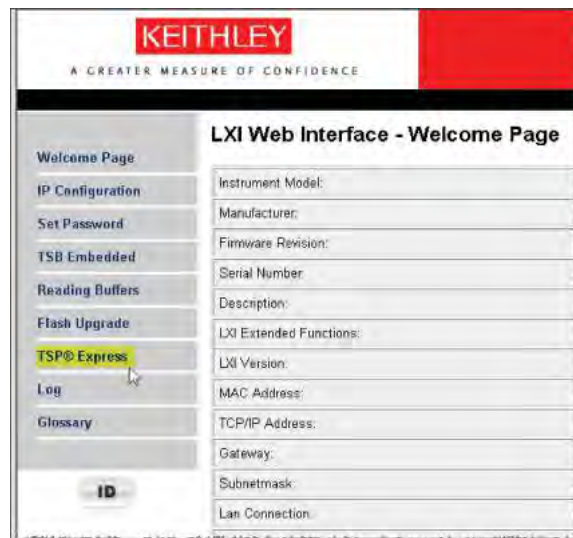 KEITHLEY
A GREATER MEASURE OF CONFIDENCE
LXI Web Interface - Welcome Page
Welcome Page
IP Configuration
Set Password
TSB Embedded
Reading Buffers
Flash Upgrade
TSP® Express
Log
Glossary
ID
Instrument Model:
Manufacturer:
Firmware Revision:
Serial Number:
Description:
LXI Extended Functions:
LXI Version:
MAC Address:
TCP/IP Address:
Gateway:
Subnetmask:
Lan Connection: